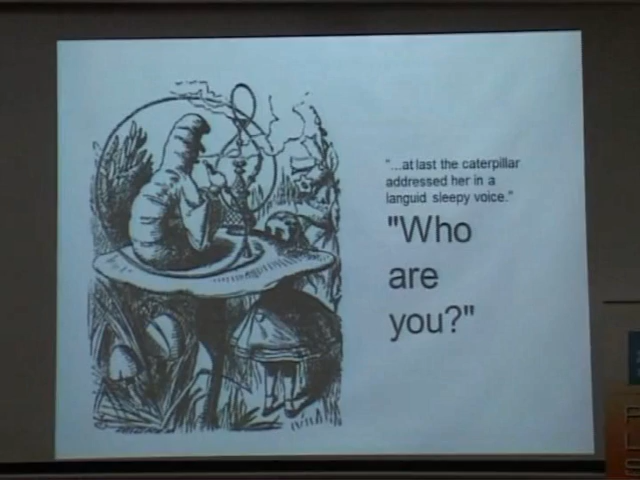 "...at last the caterpillar
addressed her in a
languid sleepy voice."
"Who
are
you?"